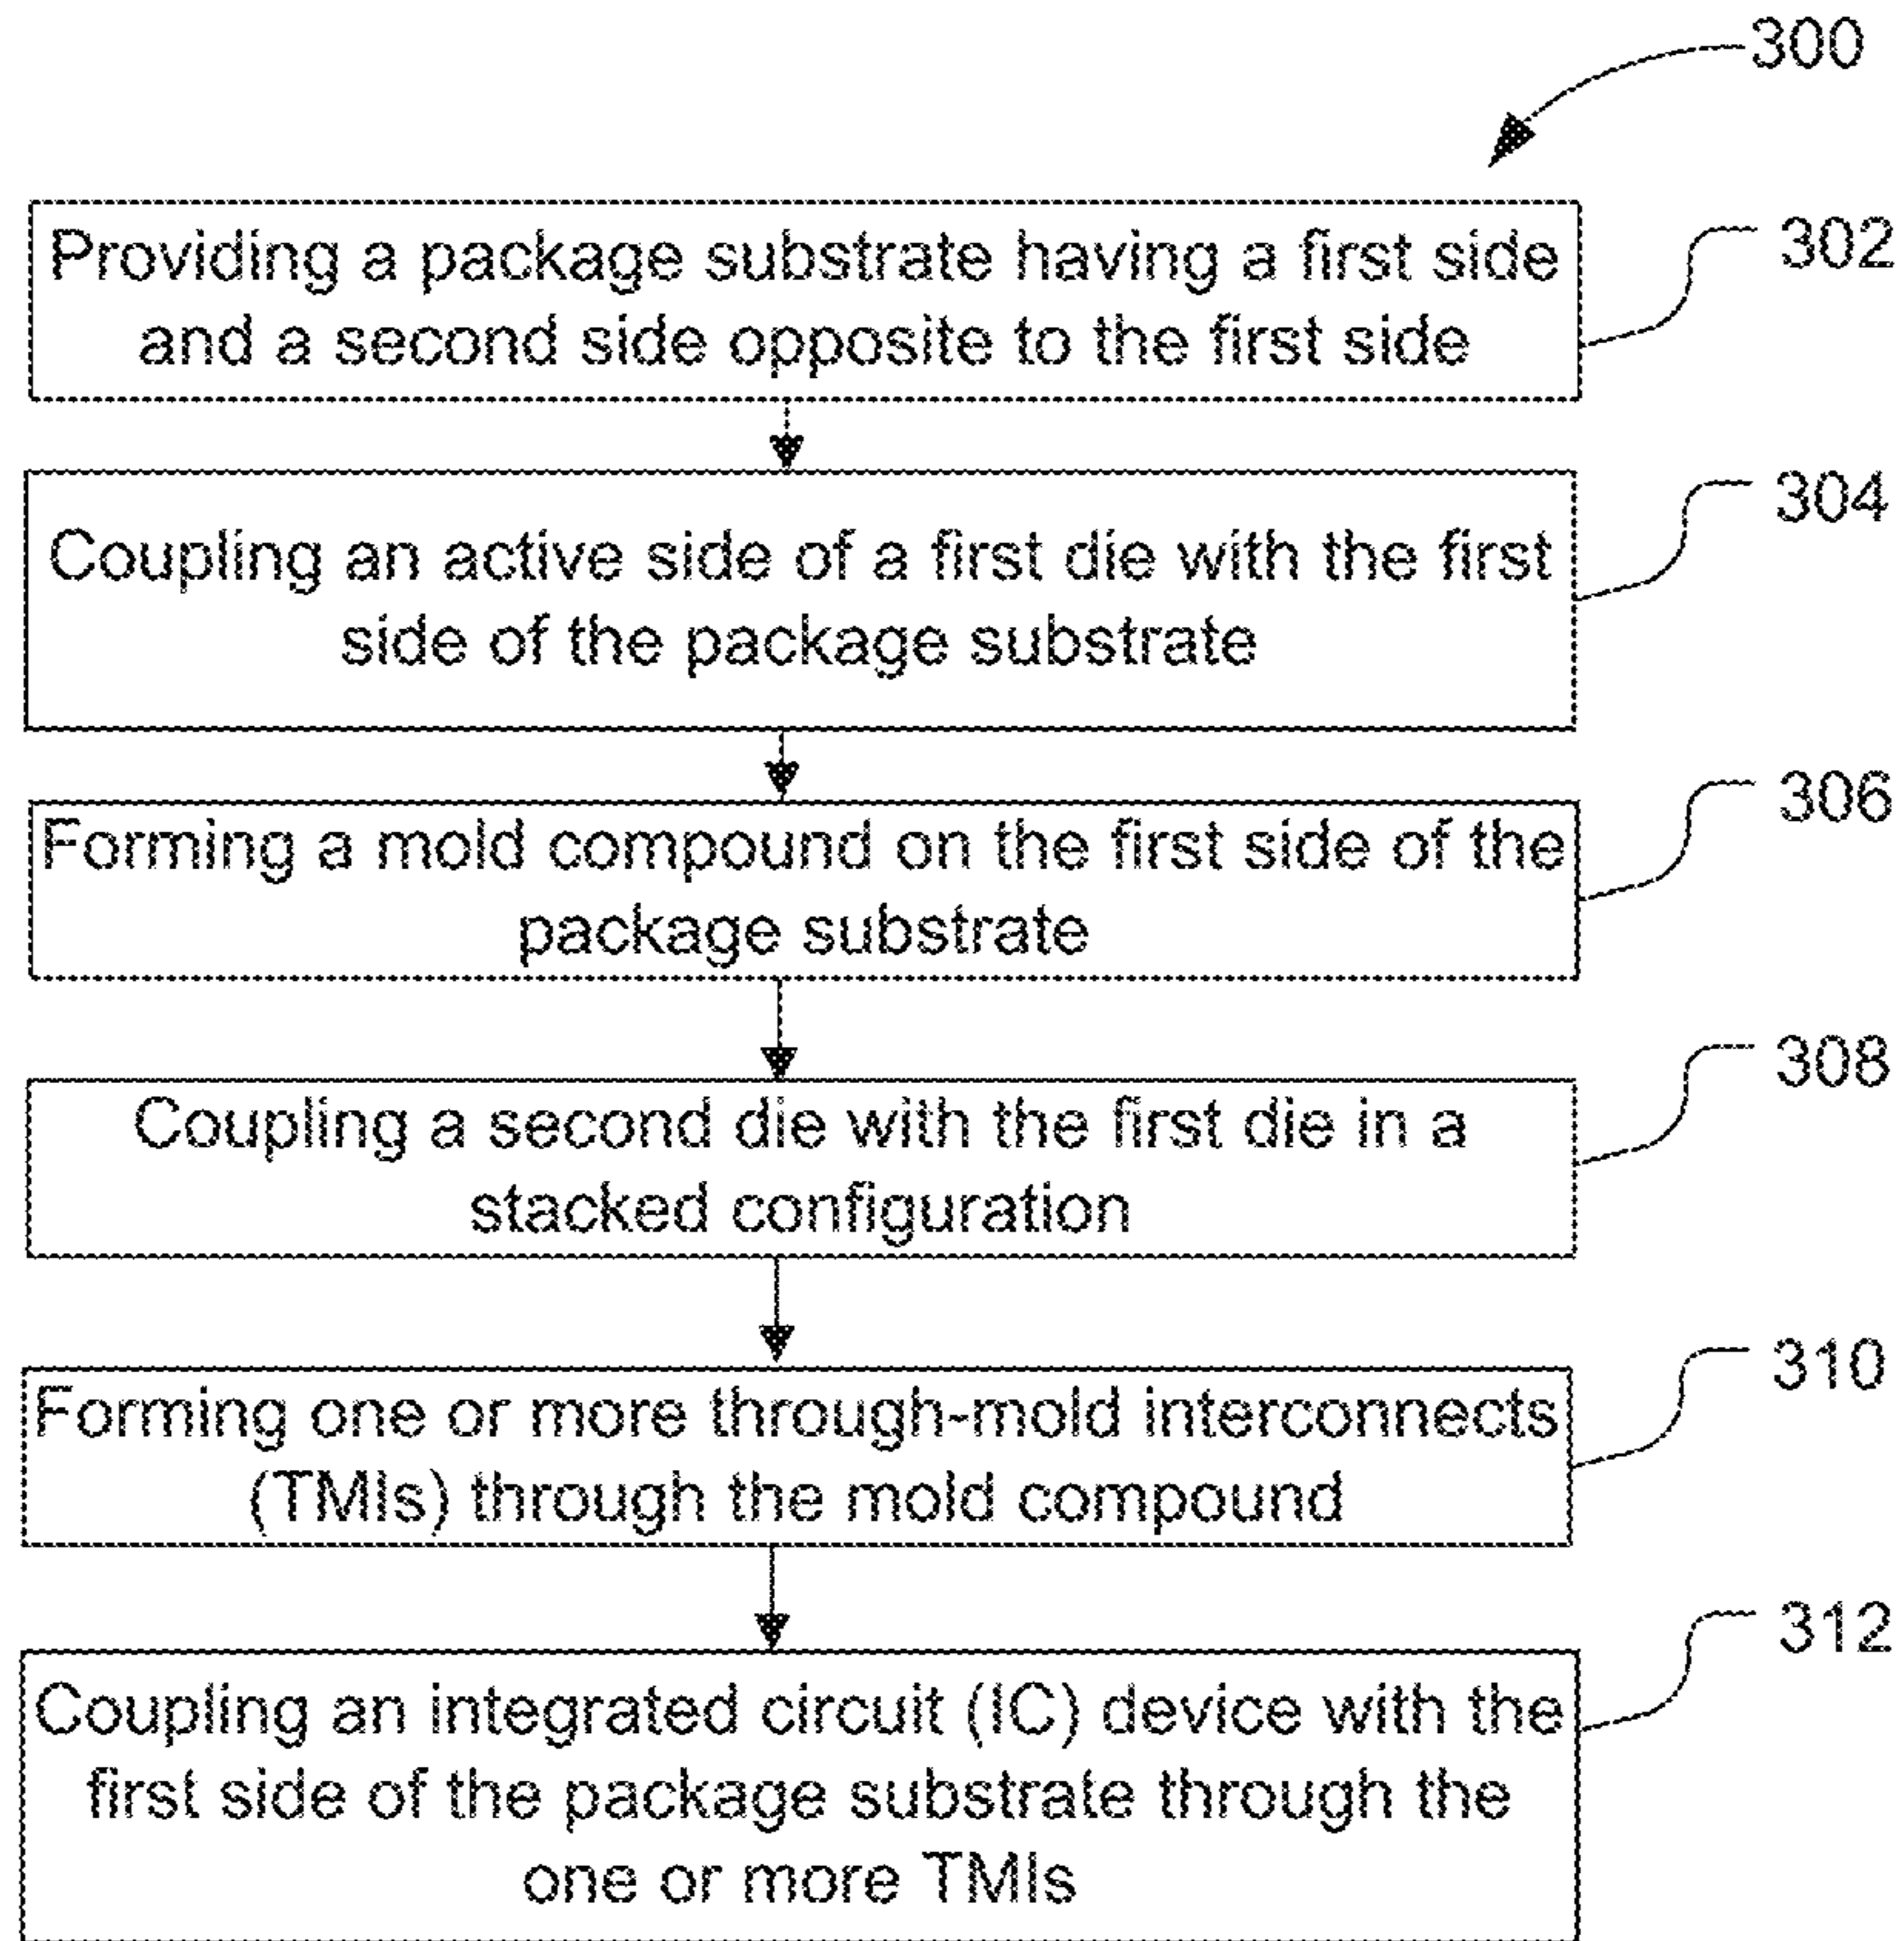 300
Providing a package substrate having a first side
and a second side opposite to the first side
302
Coupling an active side of a first die with the first
side of the package substrate
304
Forming a mold compound on the first side of the
package substrate
306
Coupling a second die with the first die in a
stacked configuration
308
Forming one or more through-mold interconnects
(TMIs) through the mold compound
310
Coupling an integrated circuit (IC) device with the
first side of the package substrate through the
one or more TMIs
312